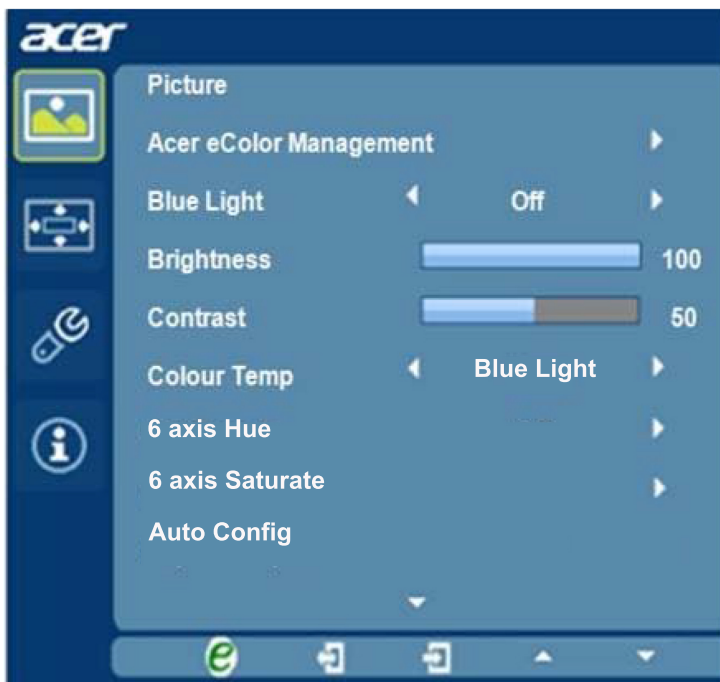 acer
Picture
Acer eColor Management
Blue Light Off
Brightness 100
Contrast 50
Colour Temp Blue Light
6 axis Hue
6 axis Saturate
Auto Config
e